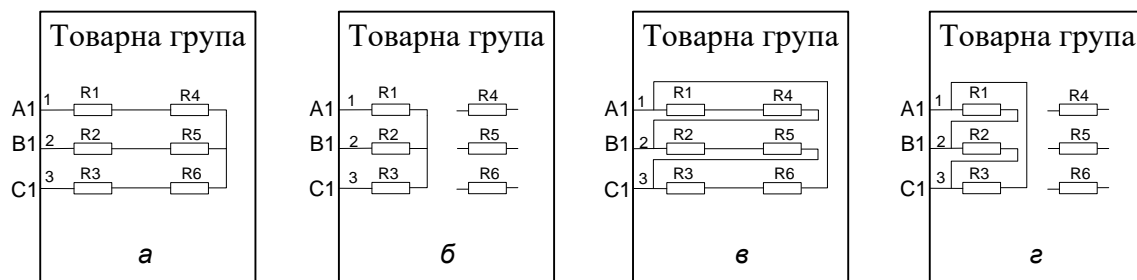 Товарна група
A1 1 R1 R4
B1 2 R2 R5
C1 3 R3 R6
а
Товарна група
A1 1 R1 R4
B1 2 R2 R5
C1 3 R3 R6
б
Товарна група
A1 1 R1 R4
B1 2 R2 R5
C1 3 R3 R6
в
Товарна група
A1 1 R1 R4
B1 2 R2 R5
C1 3 R3 R6
г